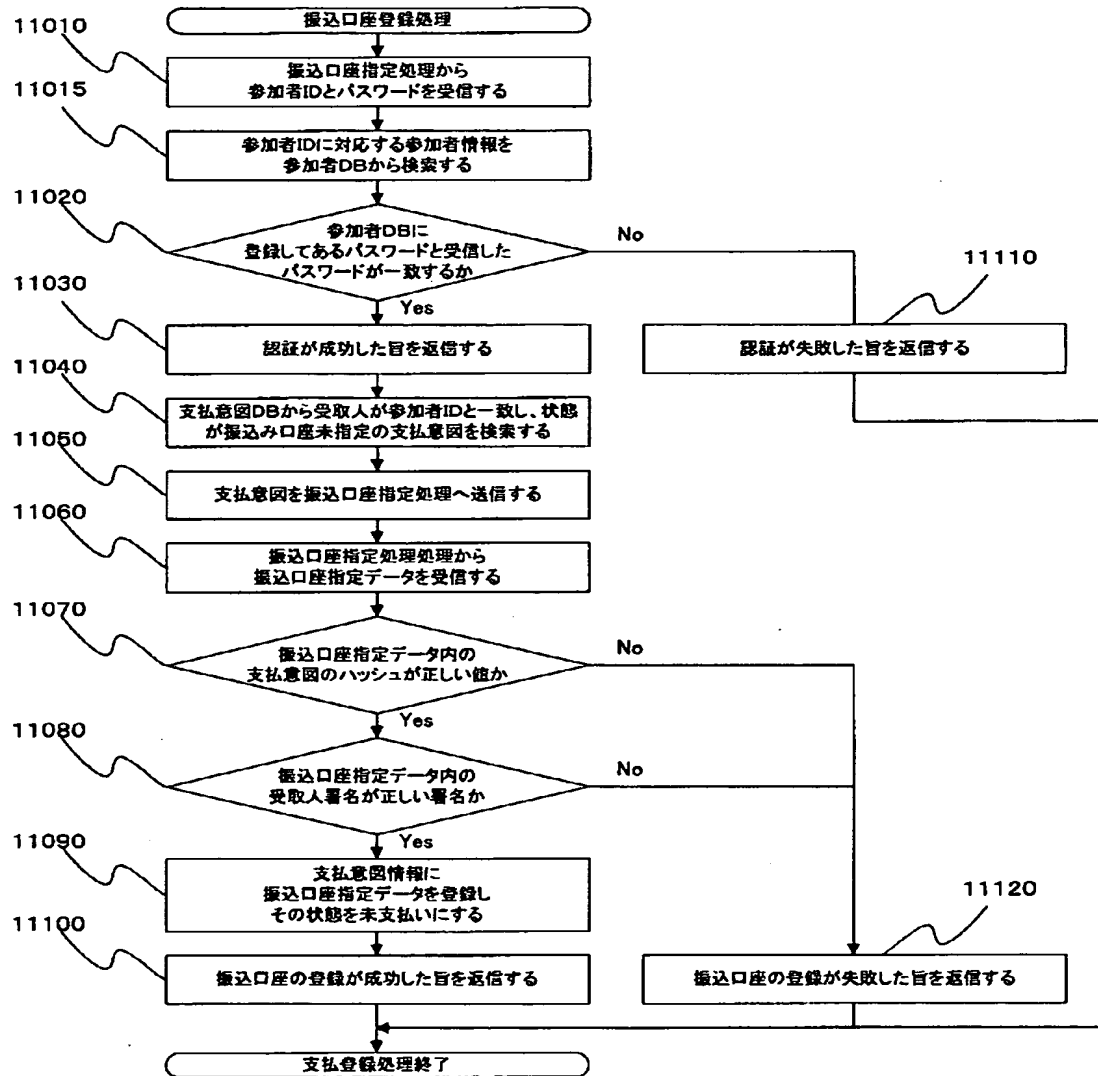 振込口座登録処理
11010
振込口座指定処理から
参加者IDとパスワードを受信する
11015
参加者IDに対応する参加者情報を
参加者DBから検索する
11020
参加者DBに
登録してあるパスワードと受信した
パスワードが一致するか
No
Yes
11030
認証が成功した旨を返信する
11110
認証が失敗した旨を返信する
11040
支払意図DBから受取人が参加者IDと一致し、状態
が振込み口座未指定の支払意図を検索する
11050
支払意図を振込口座指定処理へ送信する
11060
振込口座指定処理処理から
振込口座指定データを受信する
11070
振込口座指定データ内の
支払意図のハッシュが正しい値か
No
Yes
11080
振込口座指定データ内の
受取人署名が正しい署名か
No
Yes
11090
支払意図情報に
振込口座指定データを登録し
その状態を未支払いにする
11100
振込口座の登録が成功した旨を返信する
11120
振込口座の登録が失敗した旨を返信する
支払登録処理終了